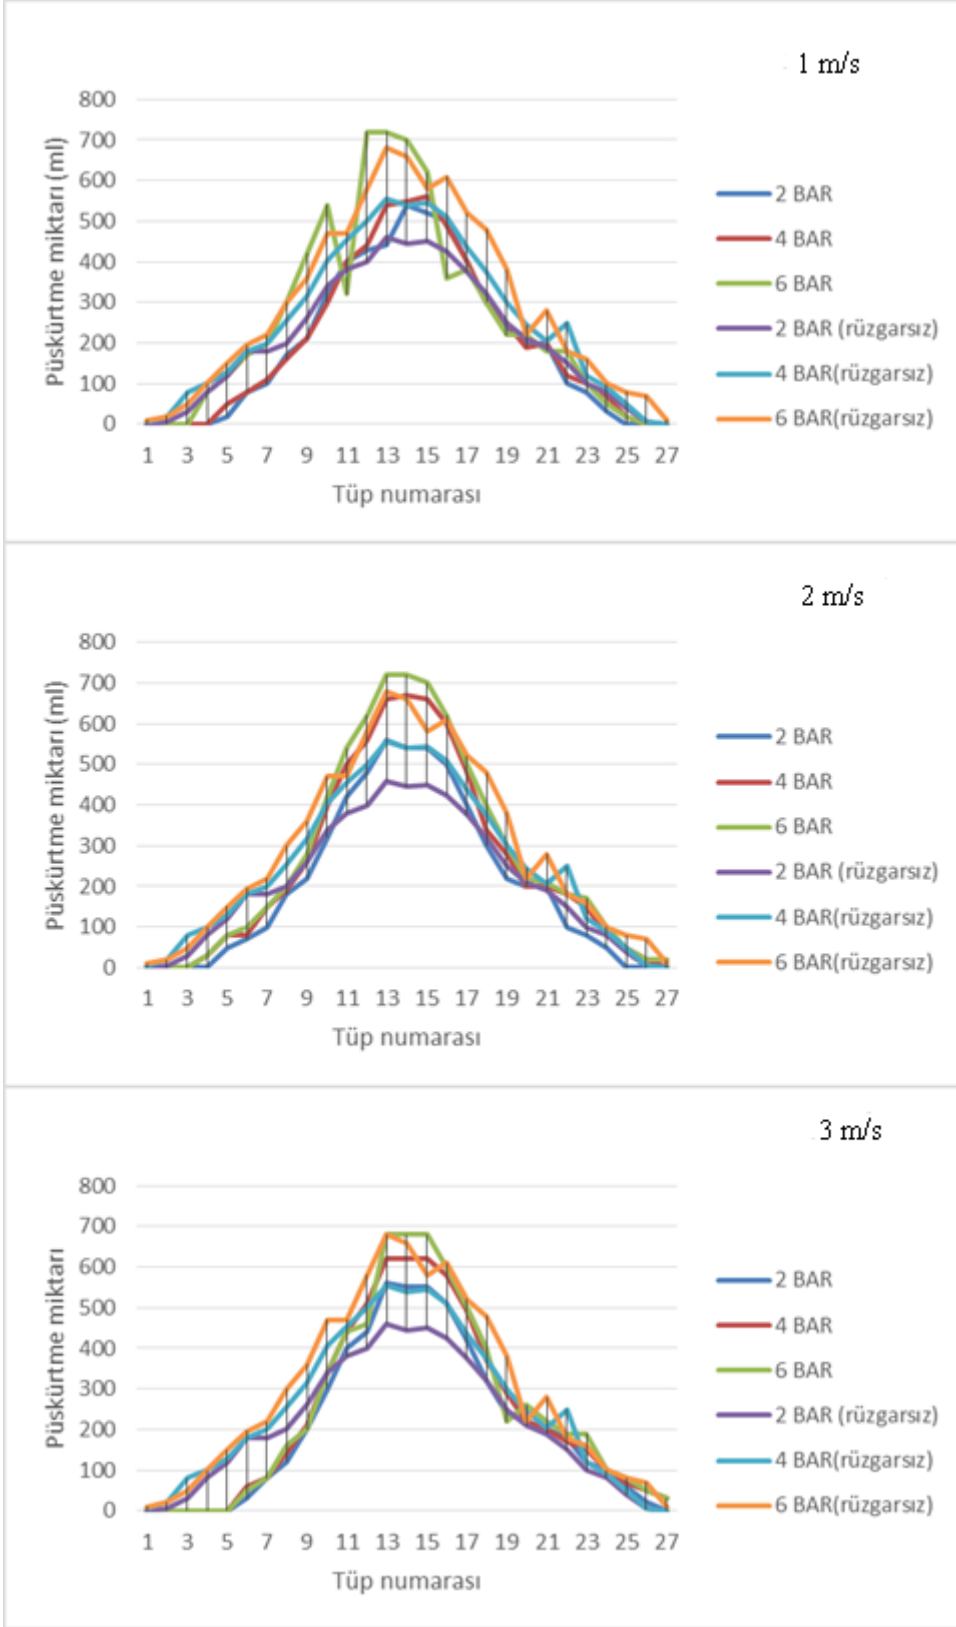 1 m/s
800
700
600
500
400
300
200
100
0
Püskürtme miktarı (ml)
1 3 5 7 9 11 13 15 17 19 21 23 25 27
Tüp numarası
2 BAR
4 BAR
6 BAR
2 BAR (rüzgarsız)
4 BAR(rüzgarsız)
6 BAR(rüzgarsız)
2 m/s
800
700
600
500
400
300
200
100
0
Püskürtme miktarı (ml)
1 3 5 7 9 11 13 15 17 19 21 23 25 27
Tüp numarası
2 BAR
4 BAR
6 BAR
2 BAR (rüzgarsız)
4 BAR(rüzgarsız)
6 BAR(rüzgarsız)
3 m/s
800
700
600
500
400
300
200
100
0
Püskürtme miktarı
1 3 5 7 9 11 13 15 17 19 21 23 25 27
Tüp numarası
2 BAR
4 BAR
6 BAR
2 BAR (rüzgarsız)
4 BAR(rüzgarsız)
6 BAR(rüzgarsız)